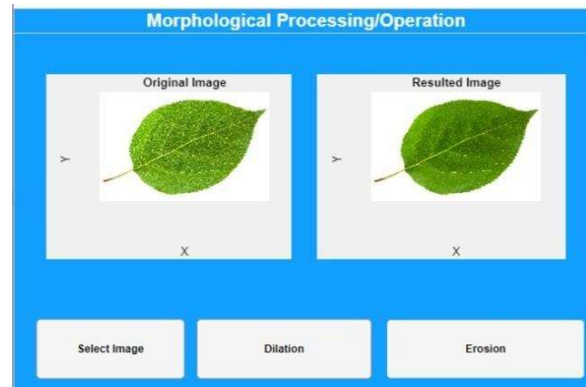 Morphological Processing/Operation
Original Image
Resulted Image
Y
Y
X
X
Select Image
Dilation
Erosion